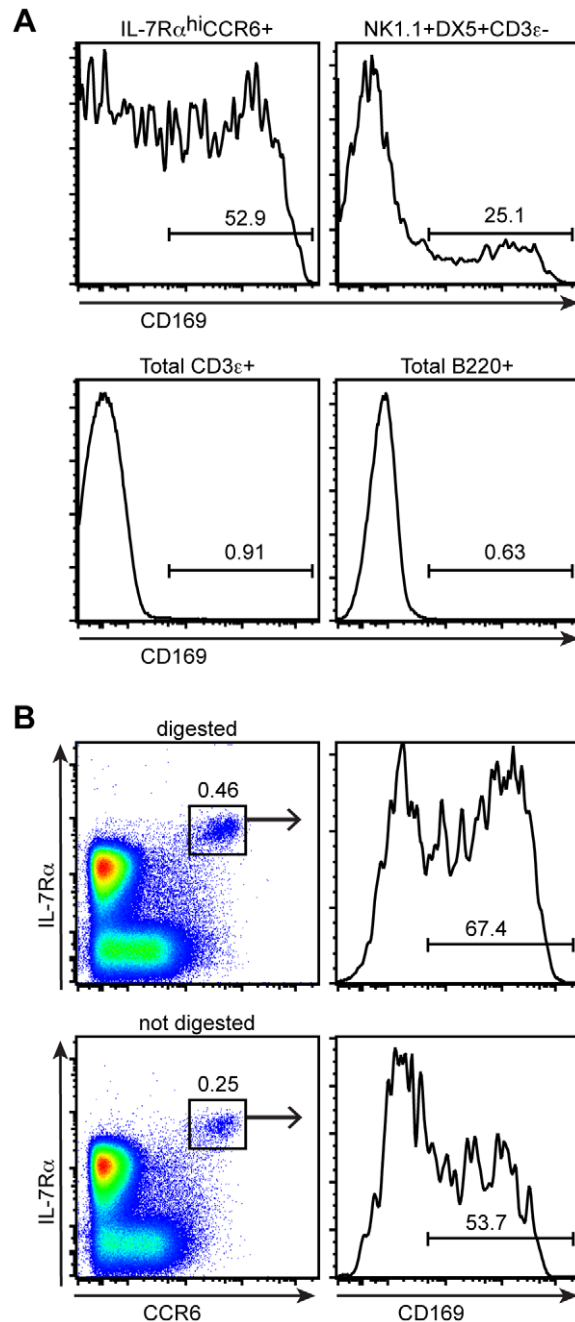 A
IL-7Rα^hiCCR6+
NK1.1+DX5+CD3ε-
52.9
25.1
CD169
Total CD3ε+
Total B220+
0.91
0.63
CD169
B
digested
0.46
IL-7Rα
67.4
not digested
0.25
IL-7Rα
53.7
CCR6
CD169